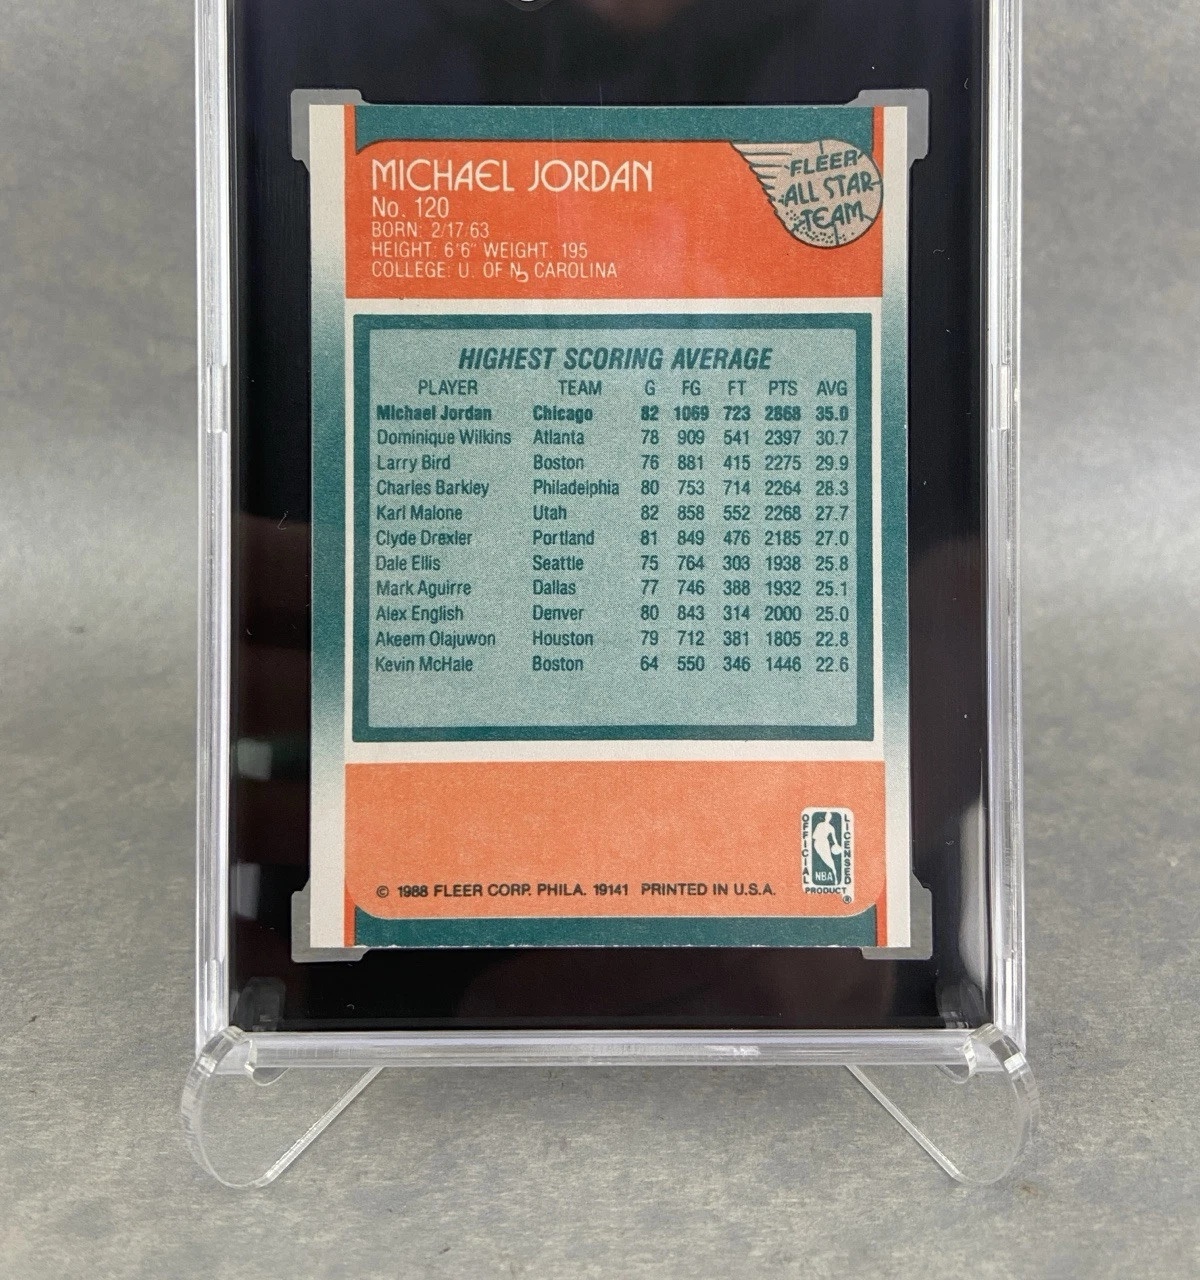 MICHAEL JORDAN
No. 120
BORN: 2/17/63
HEIGHT: 6'6" WEIGHT: 195
COLLEGE: U. OF N. CAROLINA
FLEER
ALL STAR
TEAM
HIGHEST SCORING AVERAGE
PLAYER TEAM G FG FT PTS AVG
Michael Jordan Chicago 82 1069 723 2868 35.0
Dominique Wilkins Atlanta 78 909 541 2397 30.7
Larry Bird Boston 76 881 415 2275 29.9
Charles Barkley Philadelphia 80 753 714 2264 28.3
Karl Malone Utah 82 858 552 2268 27.7
Clyde Drexler Portland 81 849 476 2185 27.0
Dale Ellis Seattle 75 764 303 1938 25.8
Mark Aguirre Dallas 77 746 388 1932 25.1
Alex English Denver 80 843 314 2000 25.0
Akeem Olajuwon Houston 79 712 381 1805 22.8
Kevin McHale Boston 64 550 346 1446 22.6
OFFICIAL
LICENSED
NBA
PRODUCT
®
© 1988 FLEER CORP. PHILA. 19141 PRINTED IN U.S.A.